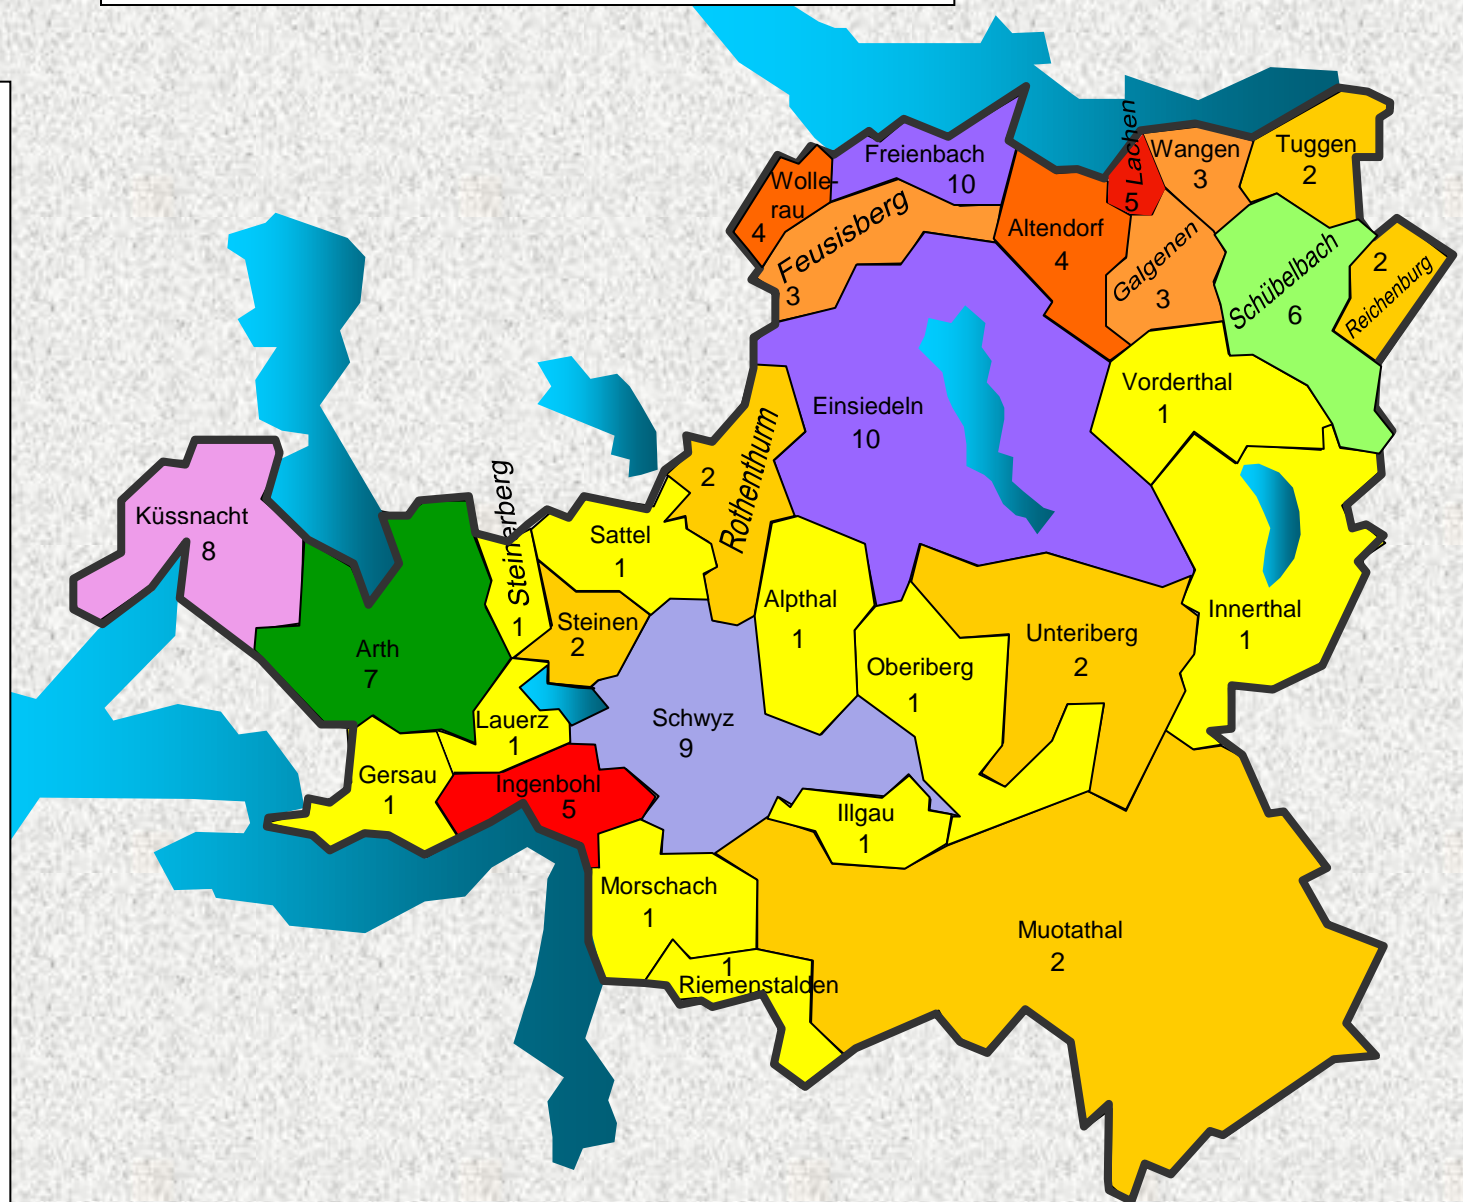 Lachen
5
Freienbach
10
Wangen
3
Tuggen
2
Wolle-
rau
4
Feusisberg
3
Altendorf
4
Galgenen
3
Schübelbach
6
2
Reichenburg
Vorderthal
1
Einsiedeln
10
2
Rothenthurm
Küssnacht
8
Steinerberg
1
Sattel
1
Alpthal
1
Innerthal
1
Steinen
2
Unteriberg
2
Arth
7
Oberiberg
1
Lauerz
1
Schwyz
9
Gersau
1
Ingenbohl
5
Illgau
1
Morschach
1
Muotathal
2
1
Riemenstalden